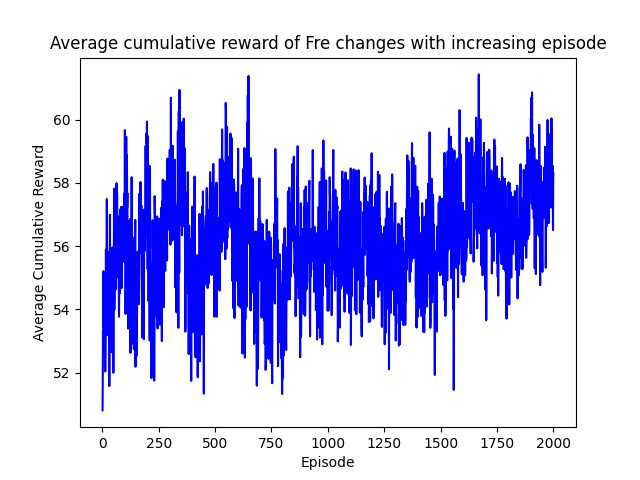 Average cumulative reward of Fre changes with increasing episode
60
58
56
54
52
Average Cumulative Reward
0 250 500 750 1000 1250 1500 1750 2000
Episode